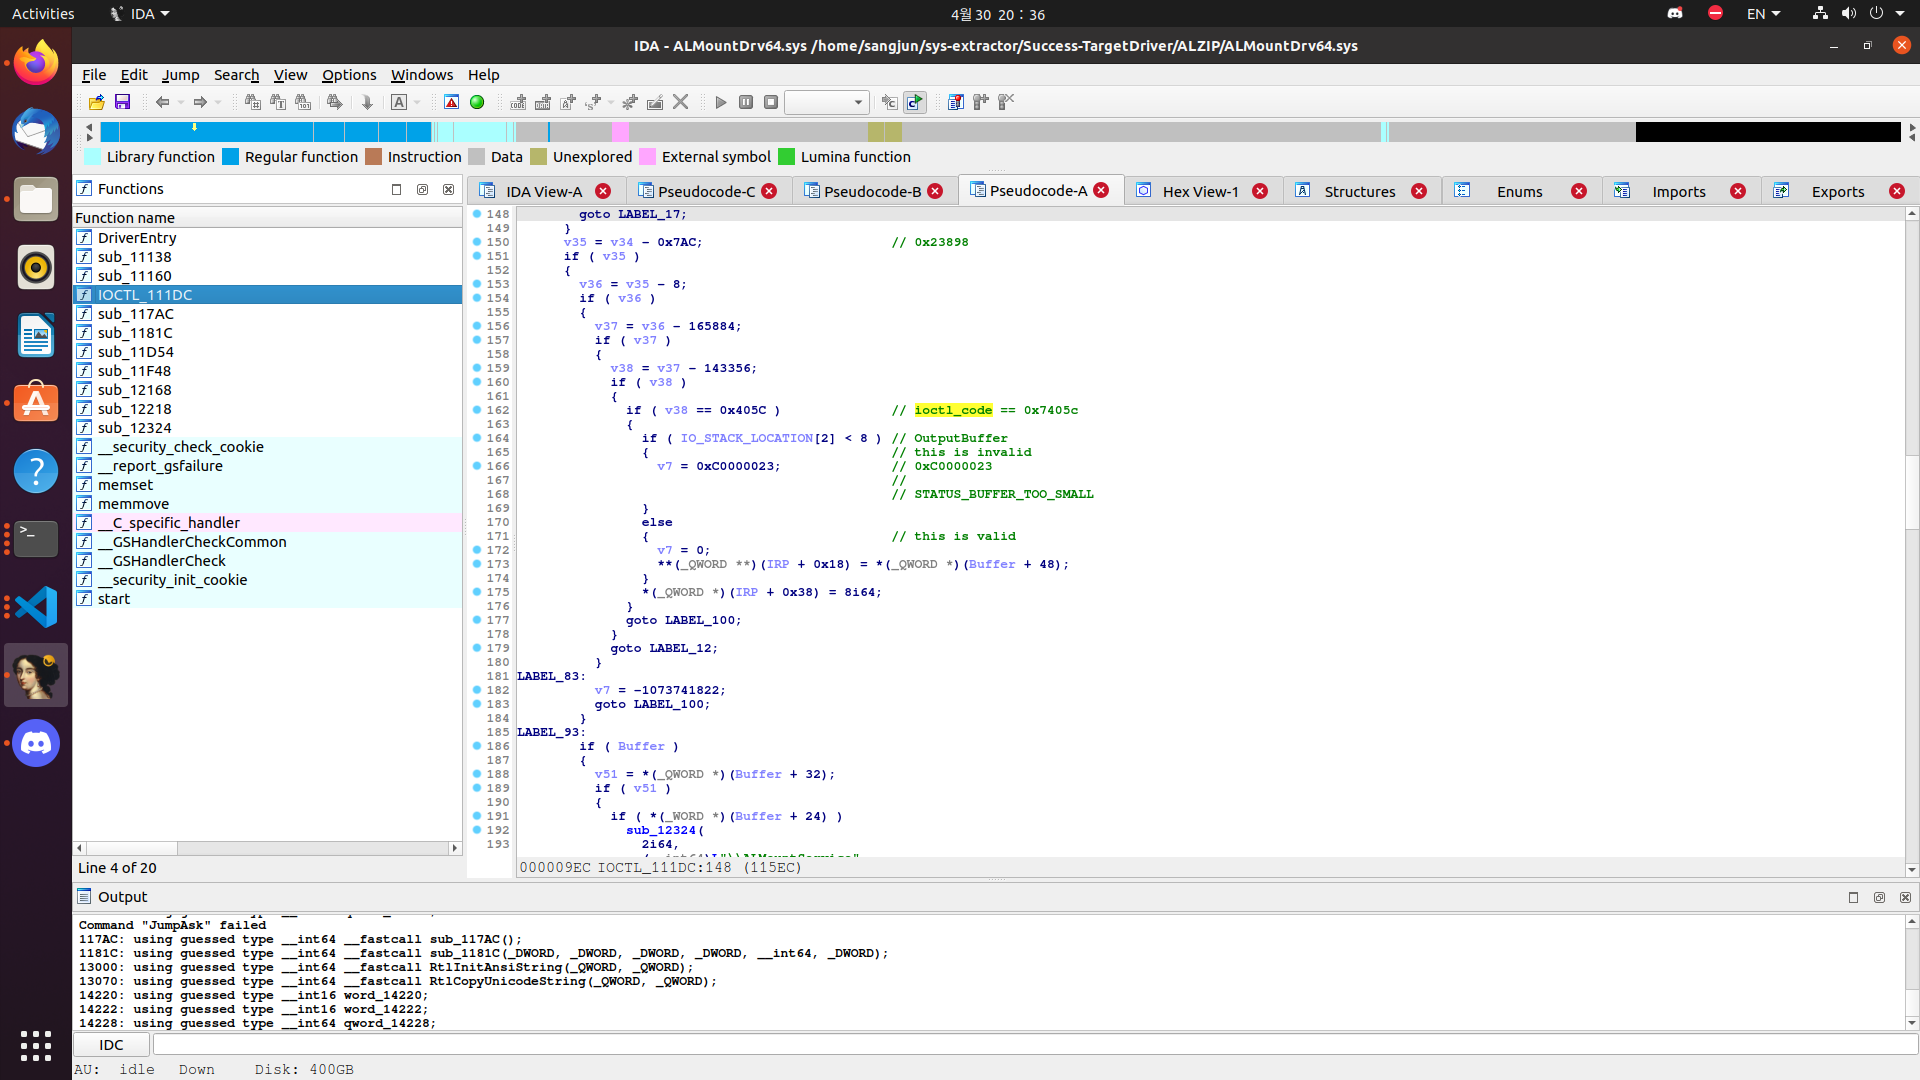 Activities
IDA
4월 30 20 : 36
EN
IDA - ALMountDrv64.sys /home/sangjun/sys-extractor/Success-TargetDriver/ALZIP/ALMountDrv64.sys
File Edit Jump Search View Options Windows Help
Library function Regular function Instruction Data Unexplored External symbol Lumina function
Functions
Function name
DriverEntry
sub_11138
sub_11160
IOCTL_111DC
sub_117AC
sub_1181C
sub_11D54
sub_11F48
sub_12168
sub_12218
sub_12324
__security_check_cookie
__report_gsfailure
memset
memmove
__C_specific_handler
__GSHandlerCheckCommon
__GSHandlerCheck
__security_init_cookie
start
Line 4 of 20
IDA View-A Pseudocode-C Pseudocode-B Pseudocode-A Hex View-1 Structures Enums Imports Exports
148 goto LABEL_17;
149 }
150 v35 = v34 - 0x7AC; // 0x23898
151 if ( v35 )
152 {
153 v36 = v35 - 8;
154 if ( v36 )
155 {
156 v37 = v36 - 165884;
157 if ( v37 )
158 {
159 v38 = v37 - 143356;
160 if ( v38 )
161 {
162 if ( v38 == 0x405C ) // ioctl_code == 0x7405c
163 {
164 if ( IO_STACK_LOCATION[2] < 8 ) // OutputBuffer
165 { // this is invalid
166 v7 = 0xC0000023; // 0xC0000023
167 //
168 // STATUS_BUFFER_TOO_SMALL
169 }
170 else
171 { // this is valid
172 v7 = 0;
173 **(_QWORD **)(IRP + 0x18) = *(_QWORD *)(Buffer + 48);
174 }
175 *(_QWORD *)(IRP + 0x38) = 8i64;
176 }
177 goto LABEL_100;
178 }
179 goto LABEL_12;
180 }
181 LABEL_83:
182 v7 = -1073741822;
183 goto LABEL_100;
184 }
185 LABEL_93:
186 if ( Buffer )
187 {
188 v51 = *(_QWORD *)(Buffer + 32);
189 if ( v51 )
190 {
191 if ( *(_WORD *)(Buffer + 24) )
192 sub_12324(
193 2i64,
000009EC IOCTL_111DC:148 (115EC)
Output
Command "JumpAsk" failed
117AC: using guessed type __int64 __fastcall sub_117AC();
1181C: using guessed type __int64 __fastcall sub_1181C(_DWORD, _DWORD, _DWORD, _DWORD, __int64, _DWORD);
13000: using guessed type __int64 __fastcall RtlInitAnsiString(_QWORD, _QWORD);
13070: using guessed type __int64 __fastcall RtlCopyUnicodeString(_QWORD, _QWORD);
14220: using guessed type __int16 word_14220;
14222: using guessed type __int16 word_14222;
14228: using guessed type __int64 qword_14228;
IDC
AU: idle Down Disk: 400GB